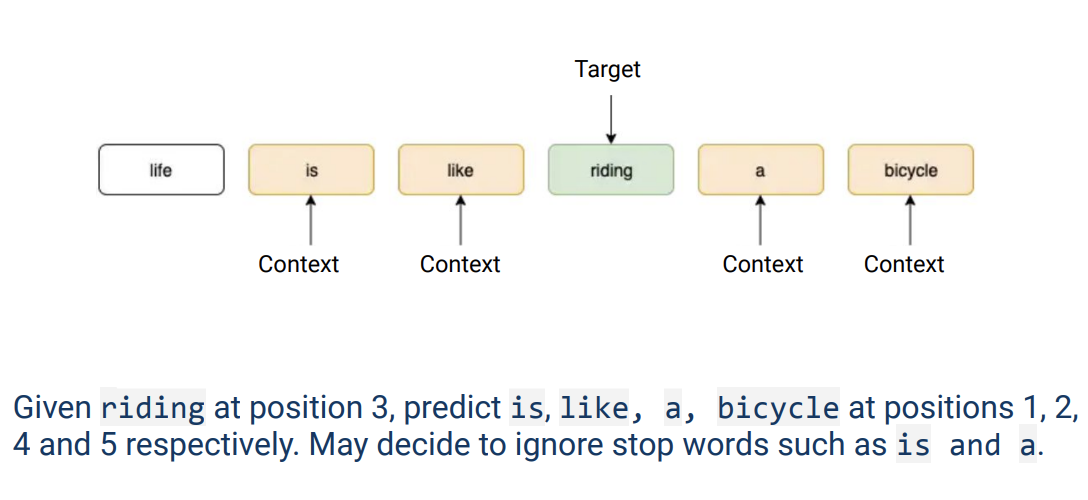 Target
life is like riding a bicycle
Context Context Context Context
Given riding at position 3, predict is, like, a, bicycle at positions 1, 2,
4 and 5 respectively. May decide to ignore stop words such as is and a.